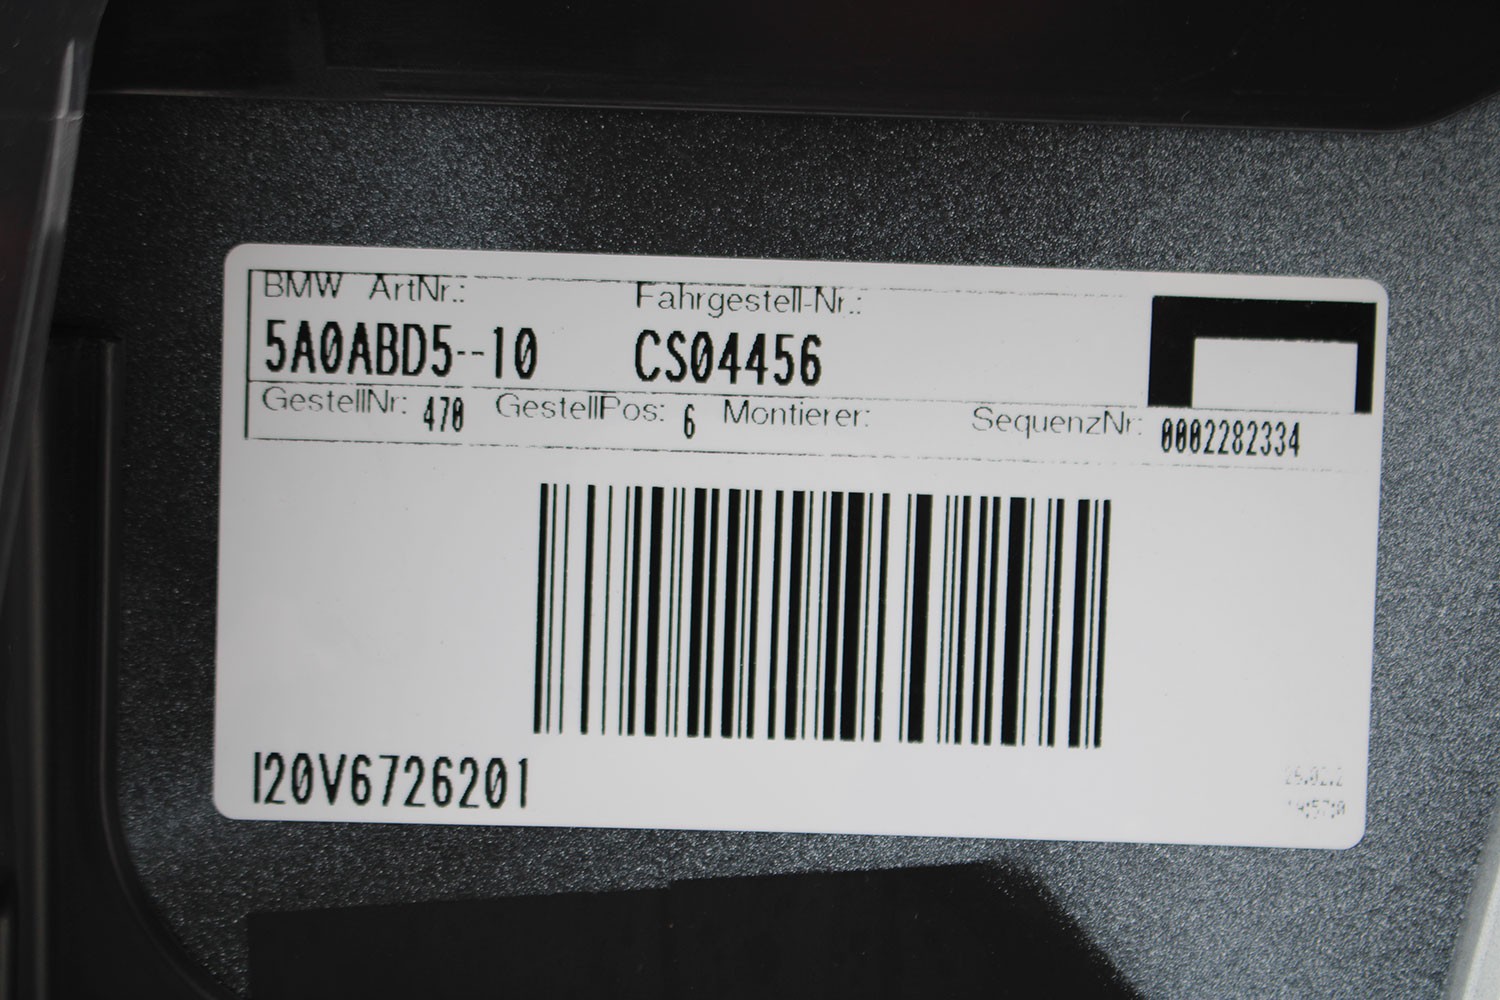 BMW ArtNr.: Fahrgestell-Nr.:
5A0ABD5--10 CS04456
GestellNr: 470 GestellPos: 6 Montierer: SequenzNr: 0002282334
I20V6726201